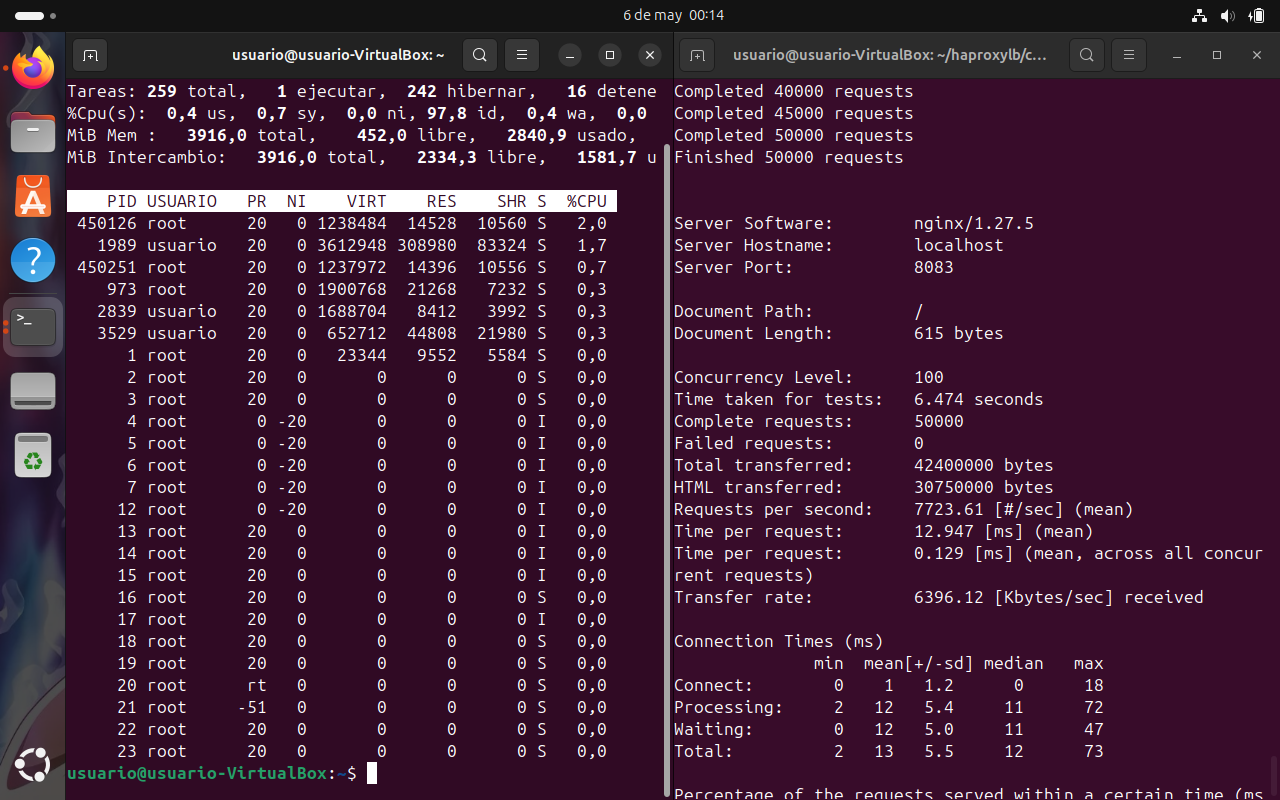 6 de may 00:14
usuario@usuario-VirtualBox: ~
usuario@usuario-VirtualBox: ~/haproxylb/c...
Tareas: 259 total, 1 ejecutar, 242 hibernar, 16 detene
%Cpu(s): 0,4 us, 0,7 sy, 0,0 ni, 97,8 id, 0,4 wa, 0,0
MiB Mem : 3916,0 total, 452,0 libre, 2840,9 usado,
MiB Intercambio: 3916,0 total, 2334,3 libre, 1581,7 u
PID USUARIO PR NI VIRT RES SHR S %CPU
450126 root 20 0 1238484 14528 10560 S 2,0
1989 usuario 20 0 3612948 308980 83324 S 1,7
450251 root 20 0 1237972 14396 10556 S 0,7
973 root 20 0 1900768 21268 7232 S 0,3
2839 usuario 20 0 1688704 8412 3992 S 0,3
3529 usuario 20 0 652712 44808 21980 S 0,3
1 root 20 0 23344 9552 5584 S 0,0
2 root 20 0 0 0 0 S 0,0
3 root 20 0 0 0 0 S 0,0
4 root 0 -20 0 0 0 I 0,0
5 root 0 -20 0 0 0 I 0,0
6 root 0 -20 0 0 0 I 0,0
7 root 0 -20 0 0 0 I 0,0
12 root 0 -20 0 0 0 I 0,0
13 root 20 0 0 0 0 I 0,0
14 root 20 0 0 0 0 I 0,0
15 root 20 0 0 0 0 I 0,0
16 root 20 0 0 0 0 S 0,0
17 root 20 0 0 0 0 I 0,0
18 root 20 0 0 0 0 S 0,0
19 root 20 0 0 0 0 S 0,0
20 root rt 0 0 0 0 S 0,0
21 root -51 0 0 0 0 S 0,0
22 root 20 0 0 0 0 S 0,0
23 root 20 0 0 0 0 S 0,0
usuario@usuario-VirtualBox:~$
Completed 40000 requests
Completed 45000 requests
Completed 50000 requests
Finished 50000 requests
Server Software: nginx/1.27.5
Server Hostname: localhost
Server Port: 8083
Document Path: /
Document Length: 615 bytes
Concurrency Level: 100
Time taken for tests: 6.474 seconds
Complete requests: 50000
Failed requests: 0
Total transferred: 42400000 bytes
HTML transferred: 30750000 bytes
Requests per second: 7723.61 [#/sec] (mean)
Time per request: 12.947 [ms] (mean)
Time per request: 0.129 [ms] (mean, across all concur
rent requests)
Transfer rate: 6396.12 [Kbytes/sec] received
Connection Times (ms)
min mean[+/-sd] median max
Connect: 0 1 1.2 0 18
Processing: 2 12 5.4 11 72
Waiting: 0 12 5.0 11 47
Total: 2 13 5.5 12 73
Percentage of the requests served within a certain time (ms